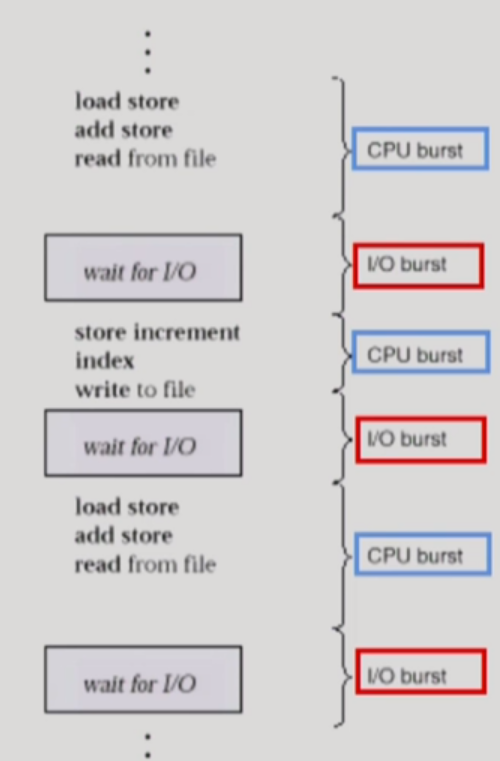 load store
add store
read from file
CPU burst
wait for I/O
I/O burst
store increment
index
write to file
CPU burst
wait for I/O
I/O burst
load store
add store
read from file
CPU burst
wait for I/O
I/O burst